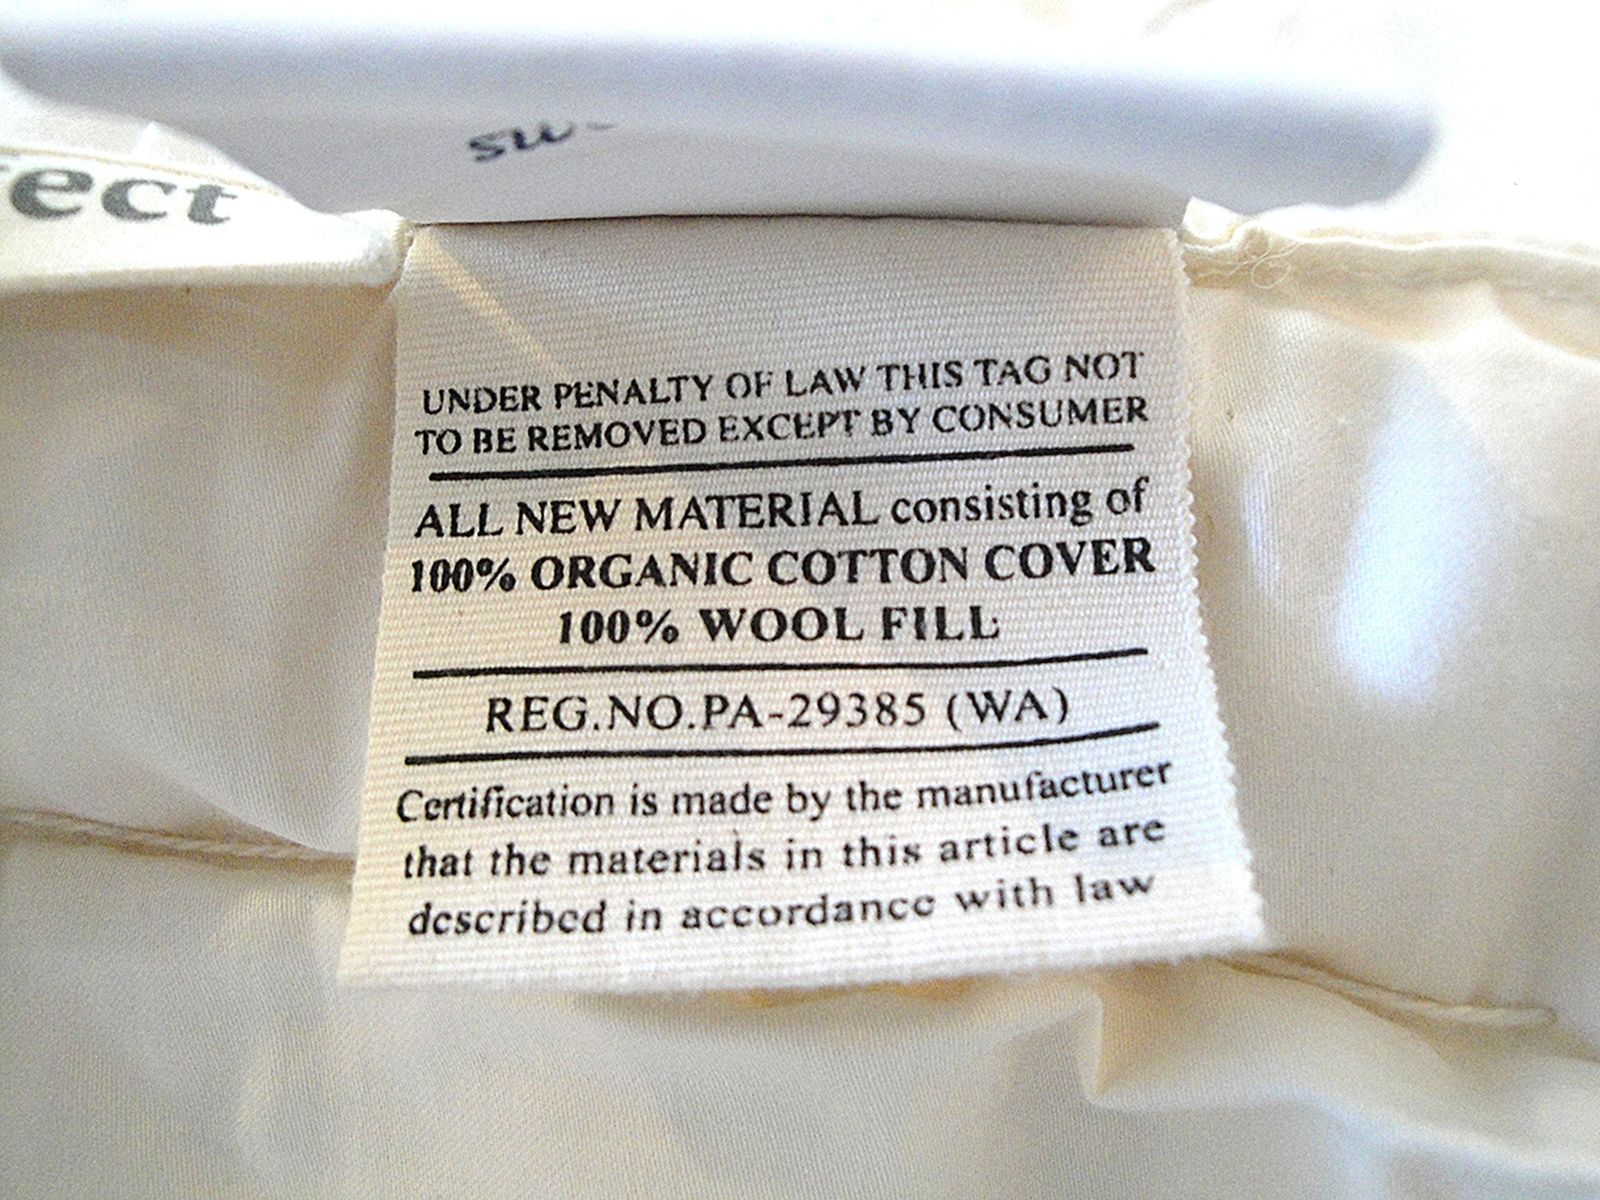 UNDER PENALTY OF LAW THIS TAG NOT
TO BE REMOVED EXCEPT BY CONSUMER
ALL NEW MATERIAL consisting of
100% ORGANIC COTTON COVER
100% WOOL FILL
REG.NO.PA-29385 (WA)
Certification is made by the manufacturer
that the materials in this article are
described in accordance with law